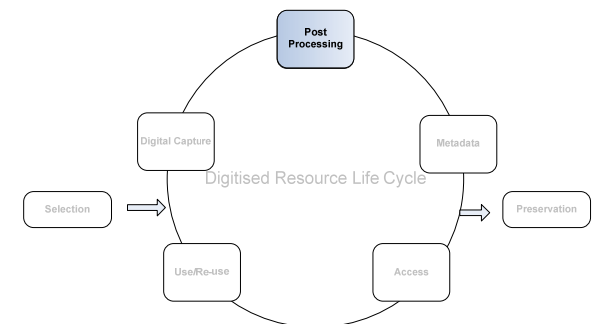 Post
Processing
Digital Capture
Metadata
Digitised Resource Life Cycle
Selection
Preservation
Use/Re-use
Access